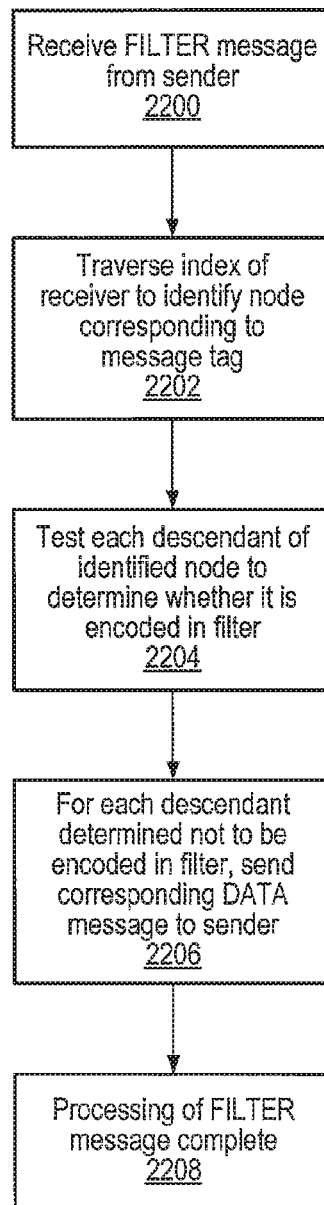 Receive FILTER message
from sender
2200
Traverse index of
receiver to identify node
corresponding to
message tag
2202
Test each descendant of
identified node to
determine whether it is
encoded in filter
2204
For each descendant
determined not to be
encoded in filter, send
corresponding DATA
message to sender
2206
Processing of FILTER
message complete
2208